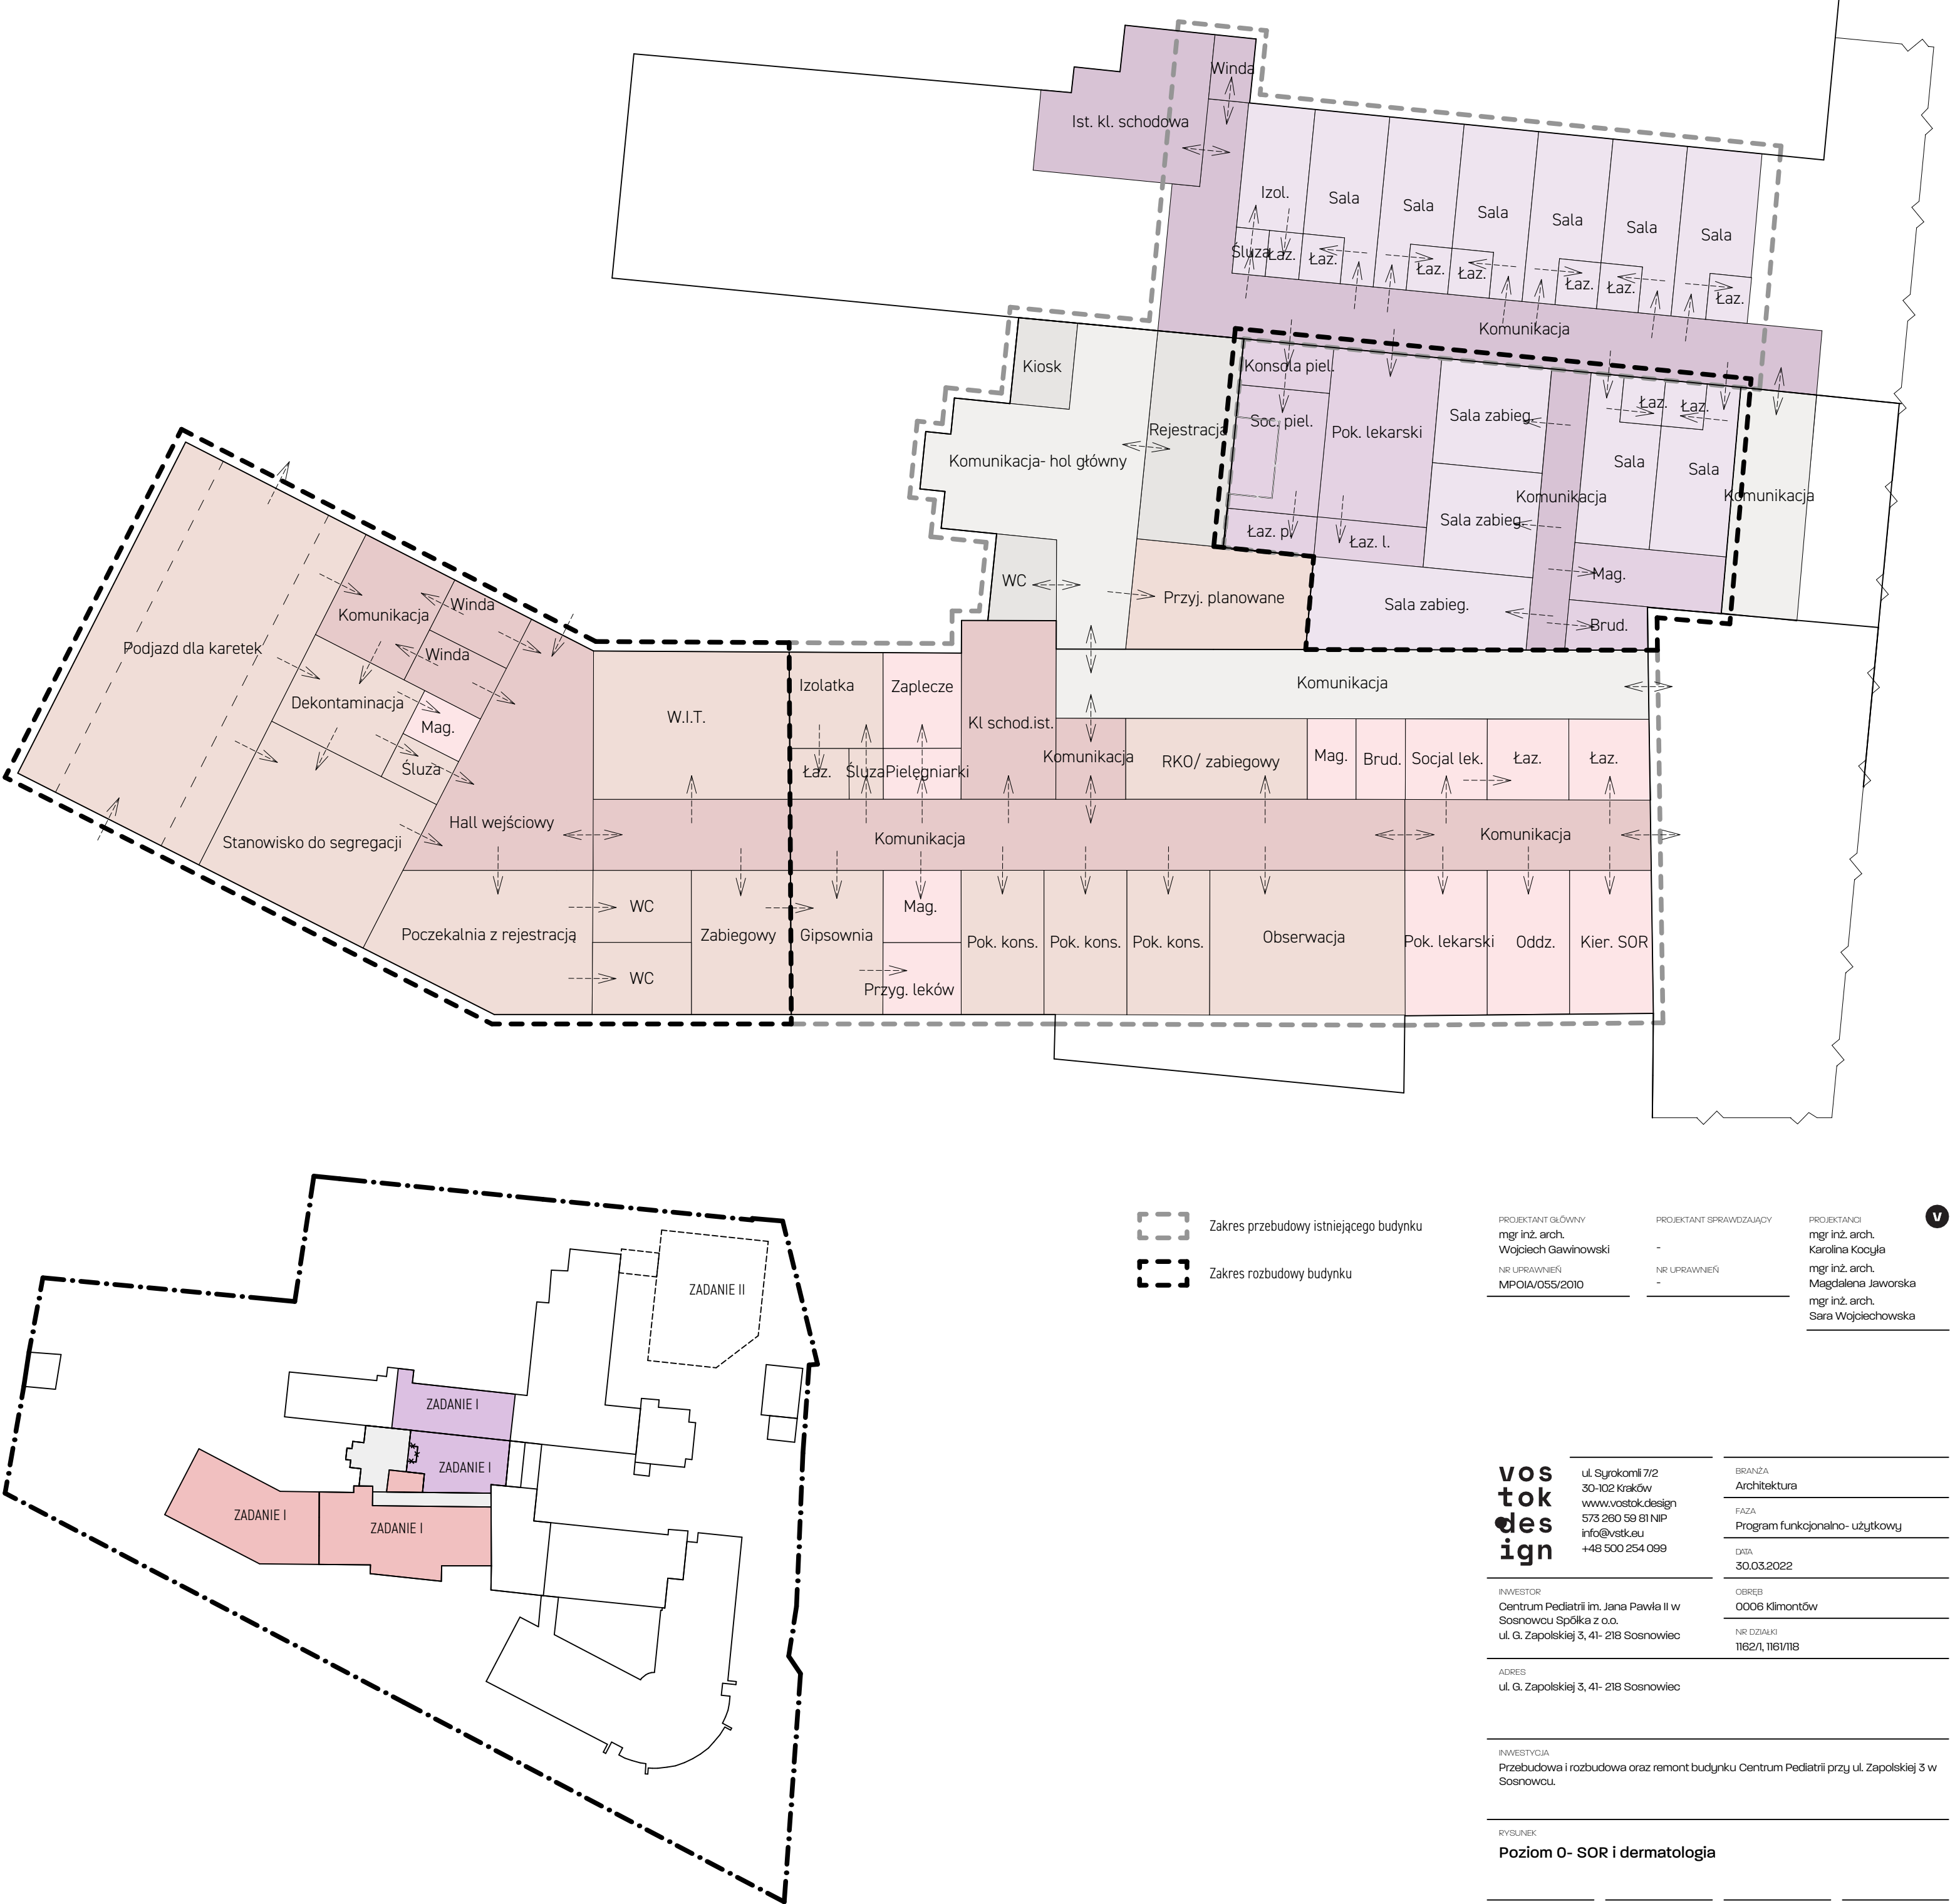 Winda
Ist. kl. schodowa
Izol.
Sala
Sala
Sala
Sala
Sala
Sala
Śluza
Łaz.
Łaz.
Łaz.
Łaz.
Łaz.
Łaz.
Łaz.
Komunikacja
Kiosk
Komunikacja- hol główny
Rejestracja
WC
Przyj. planowane
Konsola piel.
Soc. piel.
Pok. lekarski
Łaz. p.
Łaz. l.
Sala zabieg.
Sala zabieg.
Sala zabieg.
Komunikacja
Łaz.
Łaz.
Sala
Sala
Mag.
Brud.
Komunikacja
Podjazd dla karetek
Komunikacja
Winda
Winda
Dekontaminacja
Mag.
Śluza
Stanowisko do segregacji
Hall wejściowy
Poczekalnia z rejestracją
W.I.T.
WC
WC
Zabiegowy
Izolatka
Zaplecze
Łaz.
Śluza
Pielęgniarki
Kl schod.ist.
Komunikacja
Komunikacja
RKO/ zabiegowy
Mag.
Brud.
Socjal lek.
Łaz.
Łaz.
Komunikacja
Komunikacja
Gipsownia
Mag.
Przyg. leków
Pok. kons.
Pok. kons.
Pok. kons.
Obserwacja
Pok. lekarski
Oddz.
Kier. SOR
ZADANIE II
ZADANIE I
ZADANIE I
ZADANIE I
ZADANIE I
Zakres przebudowy istniejącego budynku
Zakres rozbudowy budynku
PROJEKTANT GŁÓWNY
mgr inż. arch.
Wojciech Gawinowski
NR UPRAWNIEŃ
MPOIA/055/2010
PROJEKTANT SPRAWDZAJĄCY
-
NR UPRAWNIEŃ
-
PROJEKTANCI
mgr inż. arch.
Karolina Kocyła
mgr inż. arch.
Magdalena Jaworska
mgr inż. arch.
Sara Wojciechowska
V
vos
tok
des
ign
ul. Syrokomli 7/2
30-102 Kraków
www.vostok.design
573 260 59 81 NIP
info@vstk.eu
+48 500 254 099
BRANŻA
Architektura
FAZA
Program funkcjonalno- użytkowy
DATA
30.03.2022
INWESTOR
Centrum Pediatrii im. Jana Pawła II w
Sosnowcu Spółka z o.o.
ul. G. Zapolskiej 3, 41- 218 Sosnowiec
OBRĘB
0006 Klimontów
NR DZIAŁKI
1162/1, 1161/118
ADRES
ul. G. Zapolskiej 3, 41- 218 Sosnowiec
INWESTYCJA
Przebudowa i rozbudowa oraz remont budynku Centrum Pediatrii przy ul. Zapolskiej 3 w
Sosnowcu.
RYSUNEK
Poziom 0- SOR i dermatologia